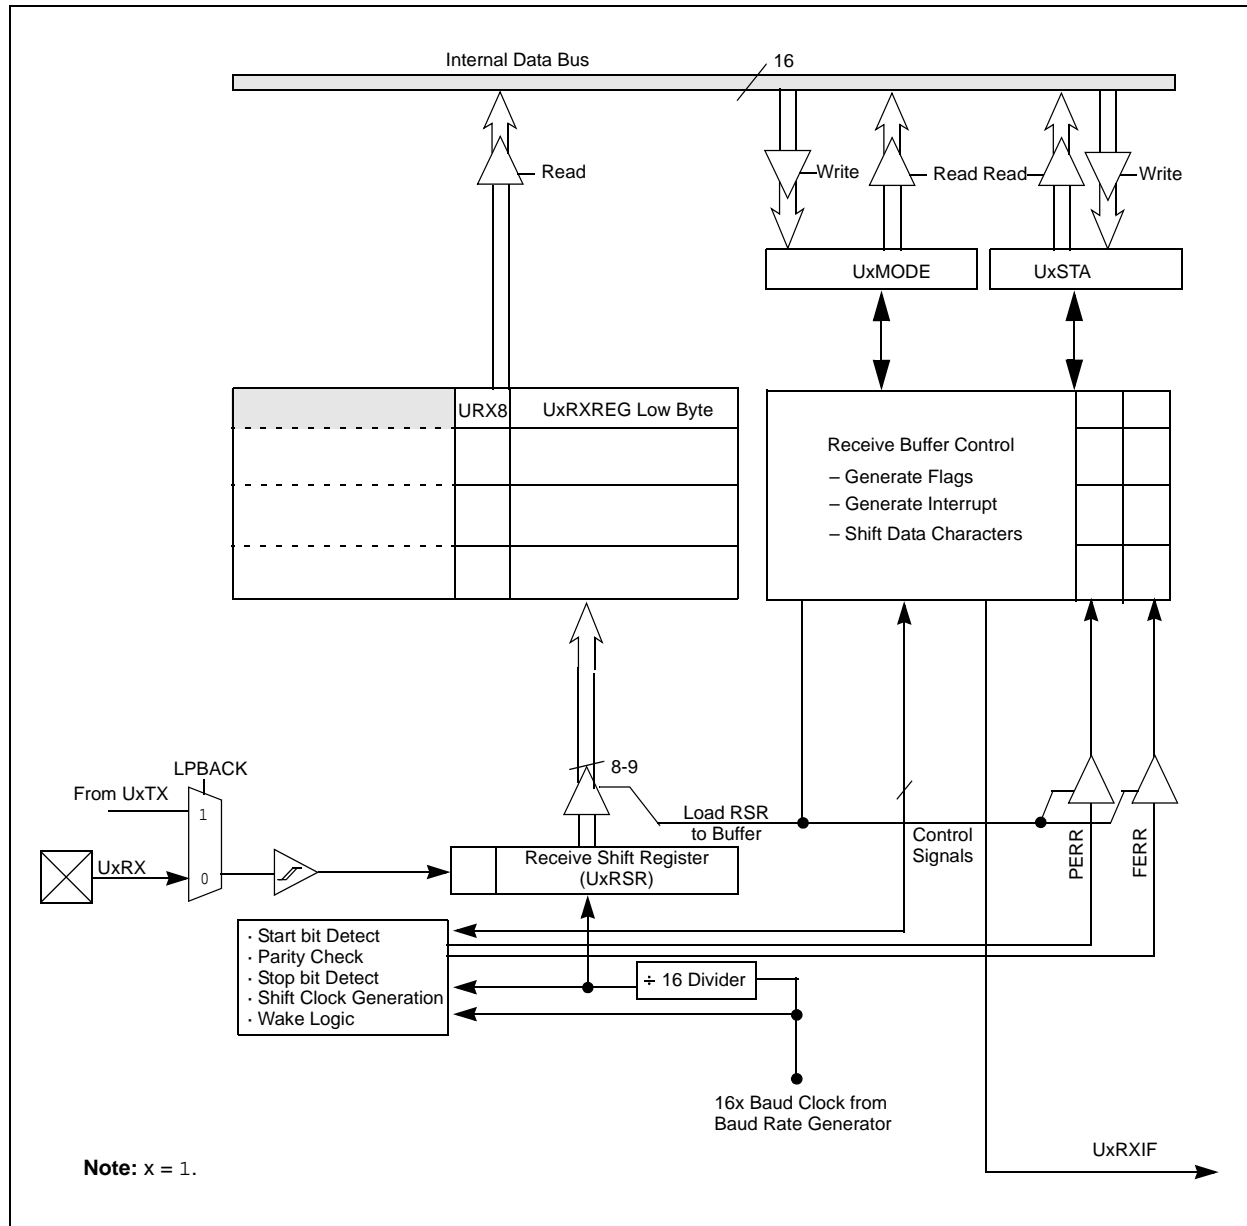 Internal Data Bus
16
Read
Write
Read Read
Write
UxMODE
UxSTA
URX8
UxRXREG Low Byte
Receive Buffer Control
– Generate Flags
– Generate Interrupt
– Shift Data Characters
LPBACK
8-9
From UxTX
1
Load RSR
to Buffer
Control
Signals
PERR
FERR
UxRX
0
Receive Shift Register
(UxRSR)
· Start bit Detect
· Parity Check
· Stop bit Detect
· Shift Clock Generation
· Wake Logic
÷ 16 Divider
16x Baud Clock from
Baud Rate Generator
UxRXIF
Note: x = 1.